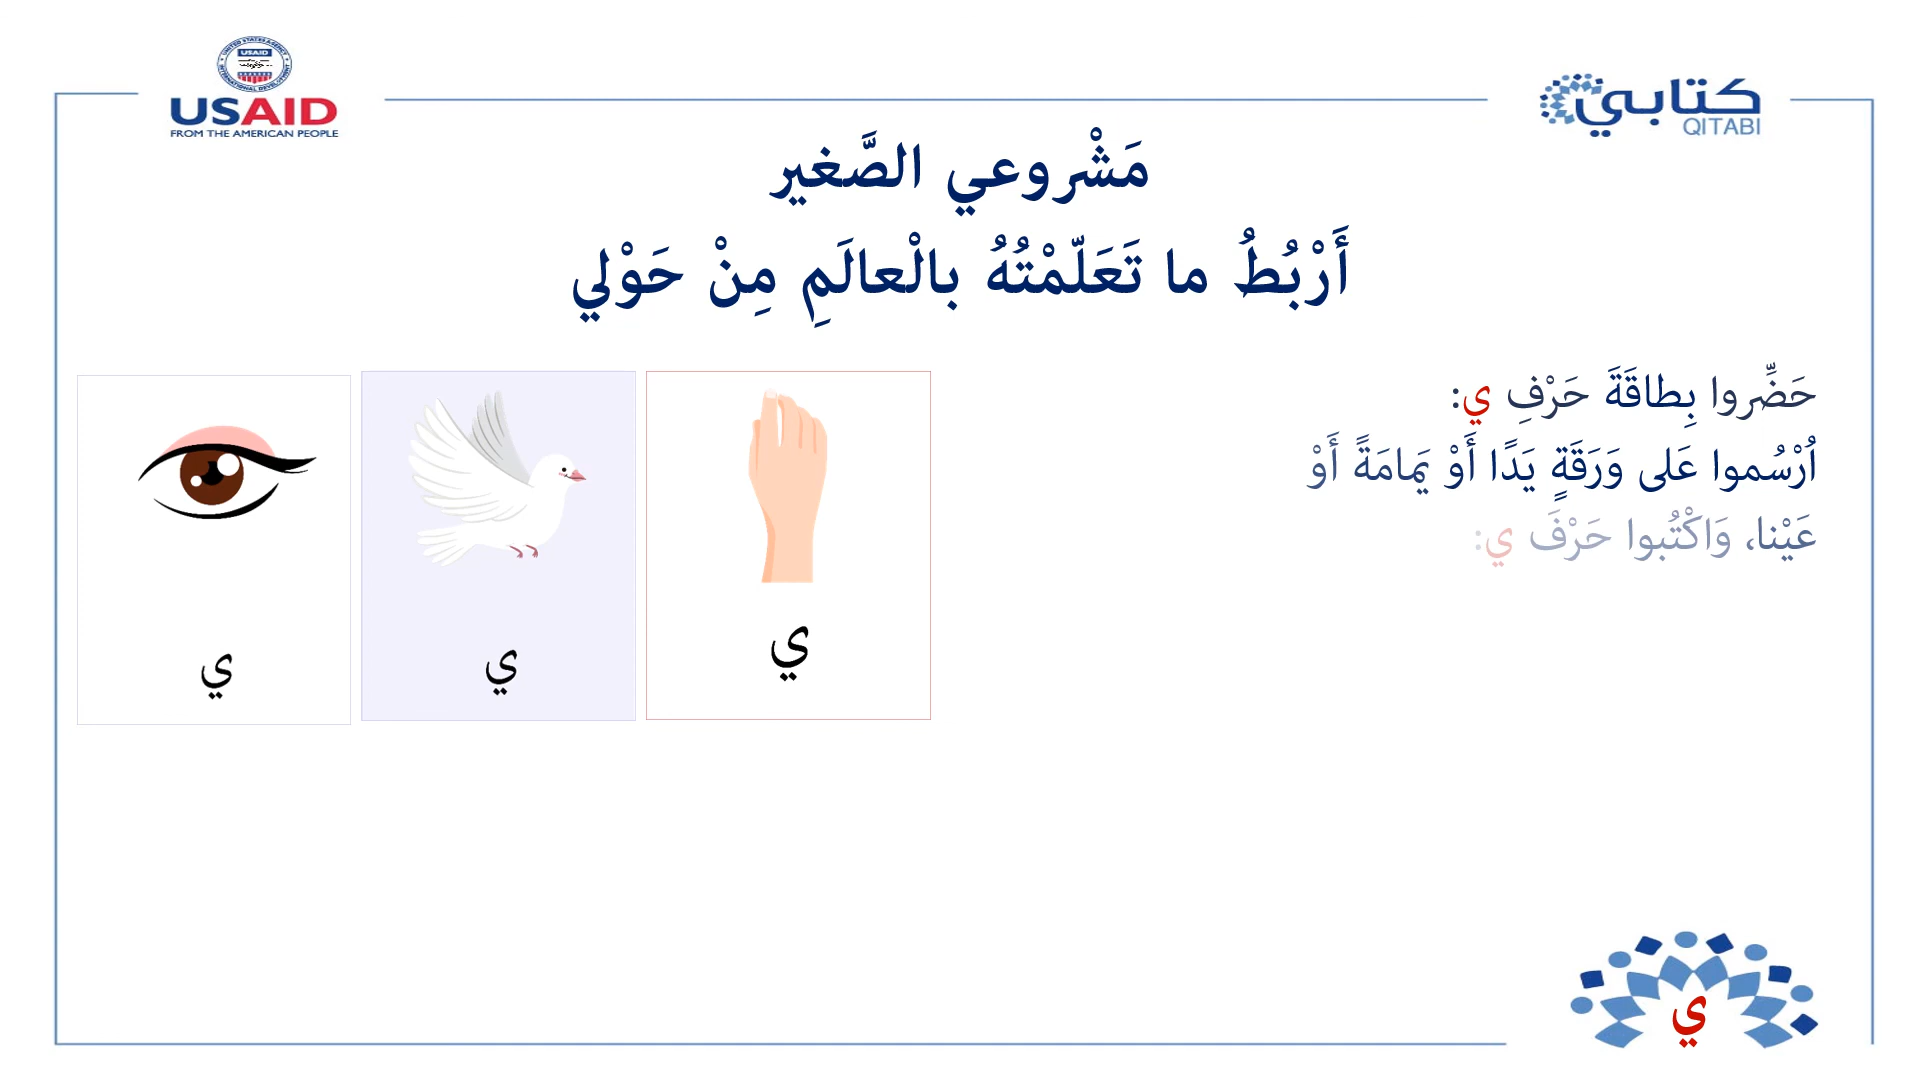 USAID
FROM THE AMERICAN PEOPLE
كتابي
QITABI
مَشْروعي الصَّغير
أَرْبُطُ ما تَعَلّمْتُهُ بالْعالَمِ مِنْ حَوْلي
حَضِّروا بِطاقَةَ حَرْفِ ي:
اُرْسُموا عَلى وَرَقَةٍ يَدًا أَوْ يَمامَةً أَوْ
عَيْنا، وَاكْتُبوا حَرْفَ ي:
ي
ي
ي
ي